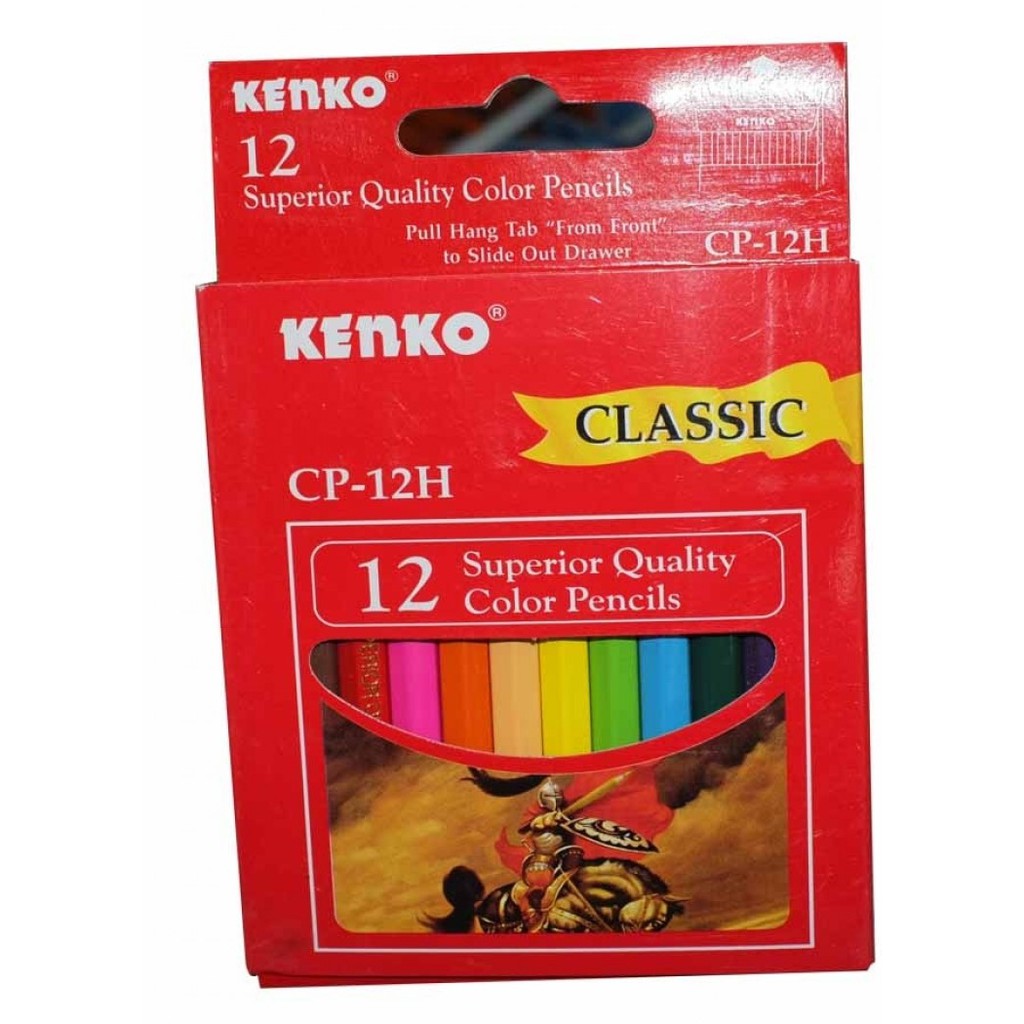 KENKO®
12
Superior Quality Color Pencils
Pull Hang Tab "From Front"
to Slide Out Drawer
KENKO
CP-12H
KENKO®
CLASSIC
CP-12H
12 Superior Quality
Color Pencils